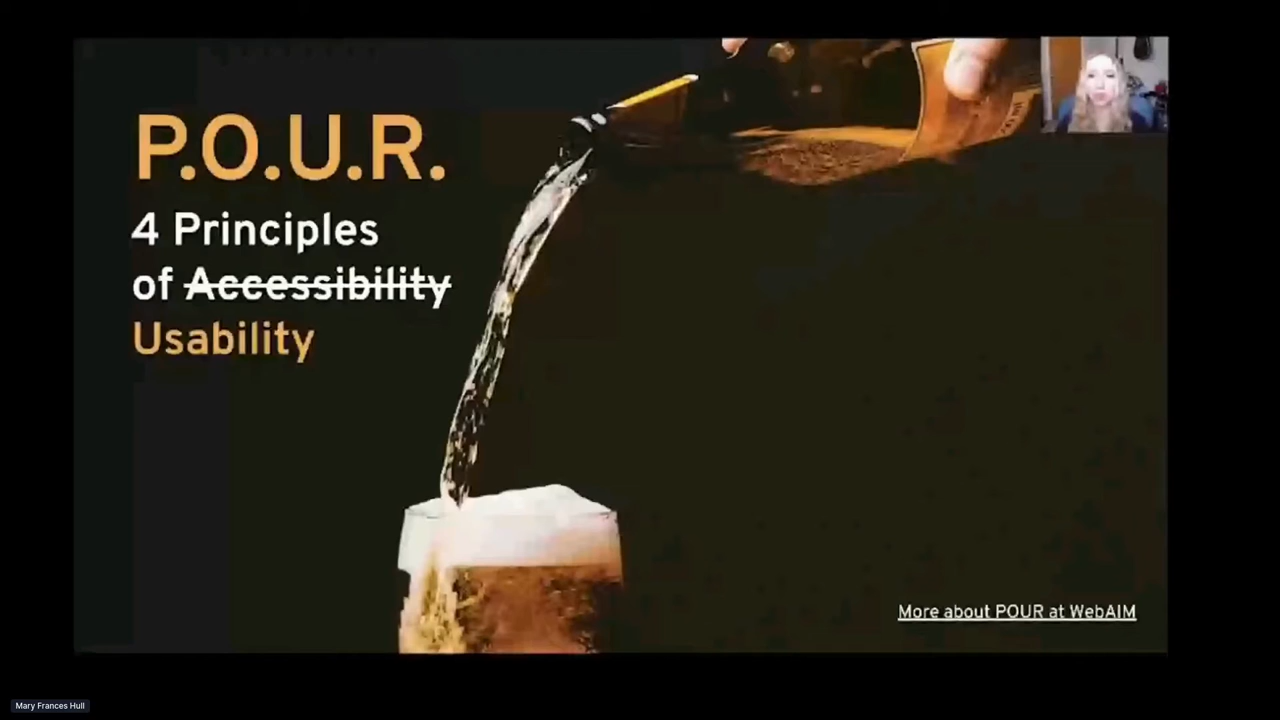 P.O.U.R.
4 Principles
of Accessibility
Usability
More about POUR at WebAIM
Mary Frances Hull